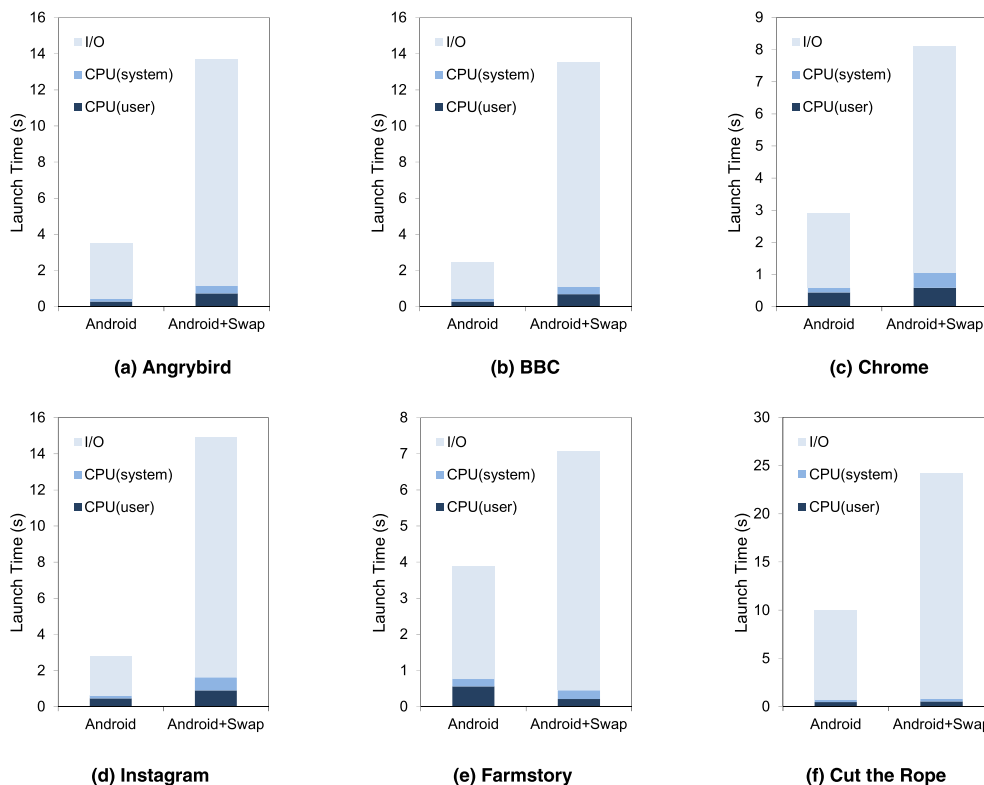 16
14
12
10
8
6
4
2
0
Launch Time (s)
I/O
CPU(system)
CPU(user)
Android
Android+Swap
(a) Angrybird
16
14
12
10
8
6
4
2
0
Launch Time (s)
I/O
CPU(system)
CPU(user)
Android
Android+Swap
(b) BBC
9
8
7
6
5
4
3
2
1
0
Launch Time (s)
I/O
CPU(system)
CPU(user)
Android
Android+Swap
(c) Chrome
16
14
12
10
8
6
4
2
0
Launch Time (s)
I/O
CPU(system)
CPU(user)
Android
Android+Swap
(d) Instagram
8
7
6
5
4
3
2
1
0
Launch Time (s)
I/O
CPU(system)
CPU(user)
Android
Android+Swap
(e) Farmstory
30
25
20
15
10
5
0
Launch Time (s)
I/O
CPU(system)
CPU(user)
Android
Android+Swap
(f) Cut the Rope